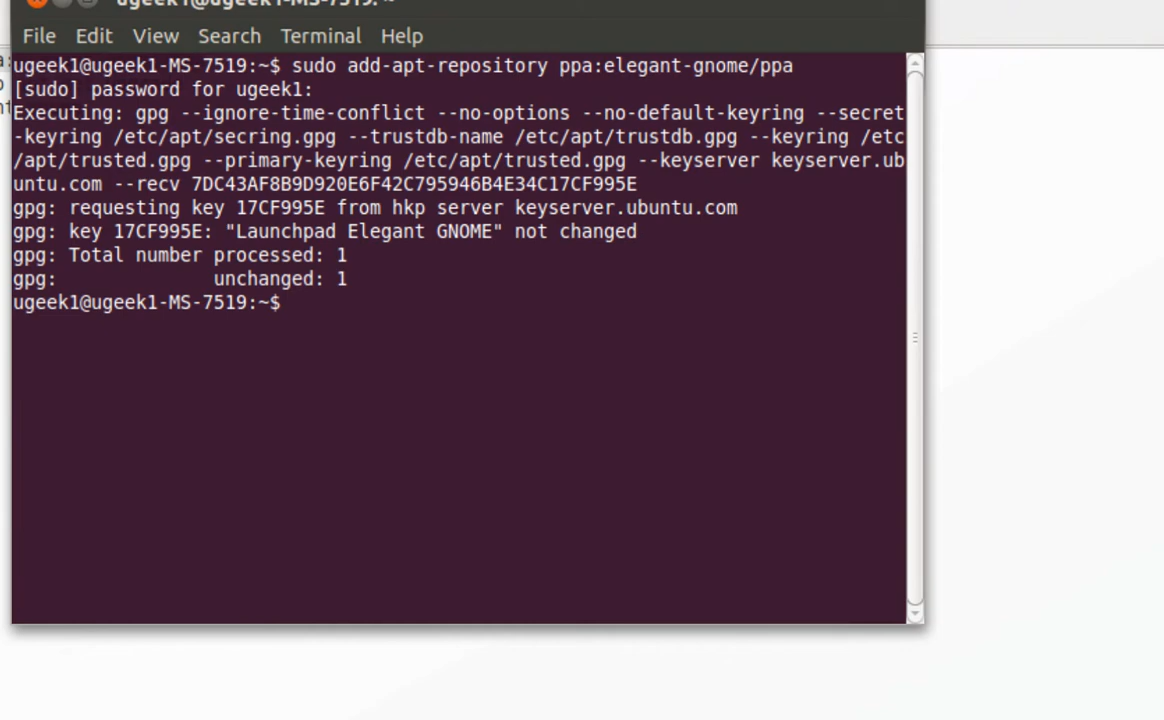 File Edit View Search Terminal Help
ugeek1@ugeek1-MS-7519:~$ sudo add-apt-repository ppa:elegant-gnome/ppa
[sudo] password for ugeek1:
Executing: gpg --ignore-time-conflict --no-options --no-default-keyring --secret
-keyring /etc/apt/secring.gpg --trustdb-name /etc/apt/trustdb.gpg --keyring /etc
/apt/trusted.gpg --primary-keyring /etc/apt/trusted.gpg --keyserver keyserver.ub
untu.com --recv 7DC43AF8B9D920E6F42C795946B4E34C17CF995E
gpg: requesting key 17CF995E from hkp server keyserver.ubuntu.com
gpg: key 17CF995E: "Launchpad Elegant GNOME" not changed
gpg: Total number processed: 1
gpg:              unchanged: 1
ugeek1@ugeek1-MS-7519:~$